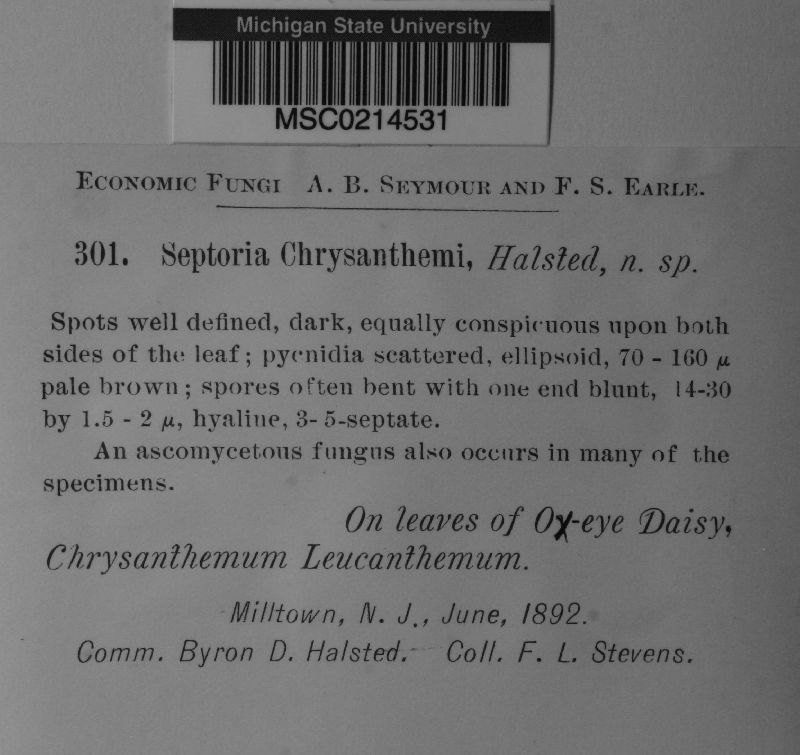 Michigan State University
MSC0214531
Economic Fungi A. B. Seymour and F. S. Earle.
301. Septoria Chrysanthemi, Halsted, n. sp.
Spots well defined, dark, equally conspicuous upon both
sides of the leaf; pycnidia scattered, ellipsoid, 70 - 160 μ
pale brown; spores often bent with one end blunt, 14-30
by 1.5 - 2 μ, hyaline, 3- 5-septate.
An ascomycetous fungus also occurs in many of the
specimens.
On leaves of Ox-eye Daisy,
Chrysanthemum Leucanthemum.
Milltown, N. J., June, 1892.
Comm. Byron D. Halsted. Coll. F. L. Stevens.